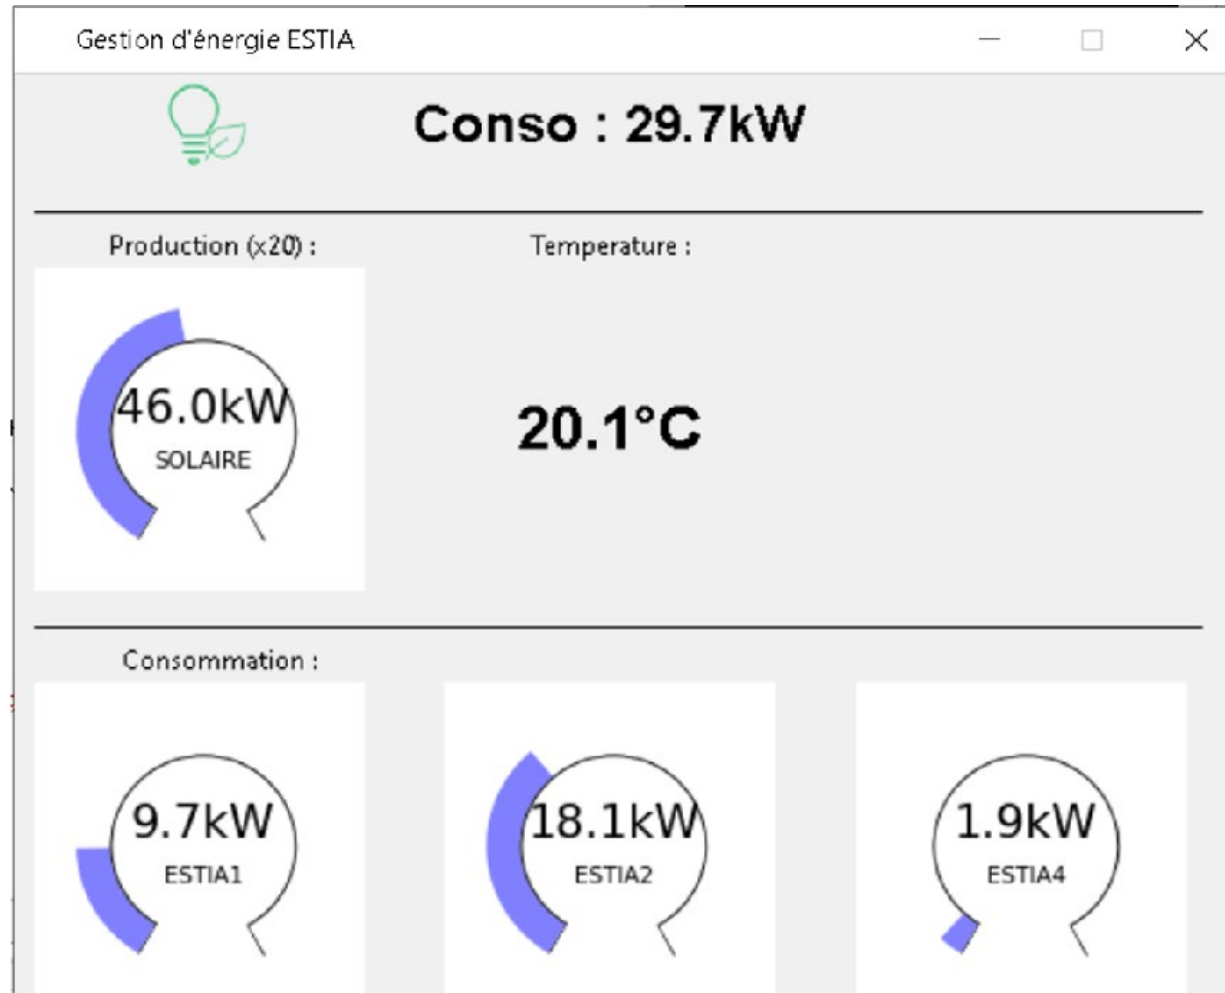 Gestion d'énergie ESTIA
Conso : 29.7kW
Production (x20) :
Temperature :
46.0kW
SOLAIRE
20.1°C
Consommation :
9.7kW
ESTIA1
18.1kW
ESTIA2
1.9kW
ESTIA4